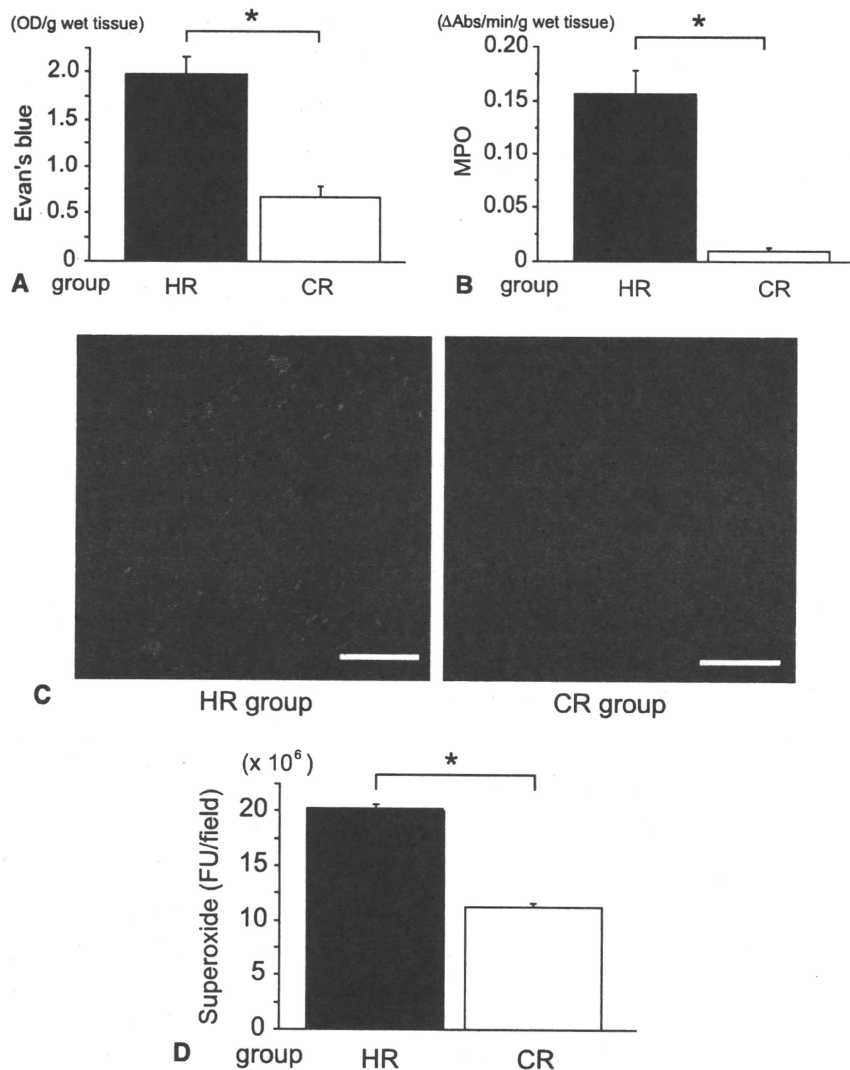 (OD/g wet tissue)
*
2.0
1.5
1.0
0.5
0
Evan's blue
A group HR CR
(ΔAbs/min/g wet tissue)
*
0.20
0.15
0.10
0.05
0
MPO
B group HR CR
C HR group CR group
(x 10⁶)
*
20
15
10
5
0
Superoxide (FU/field)
D group HR CR